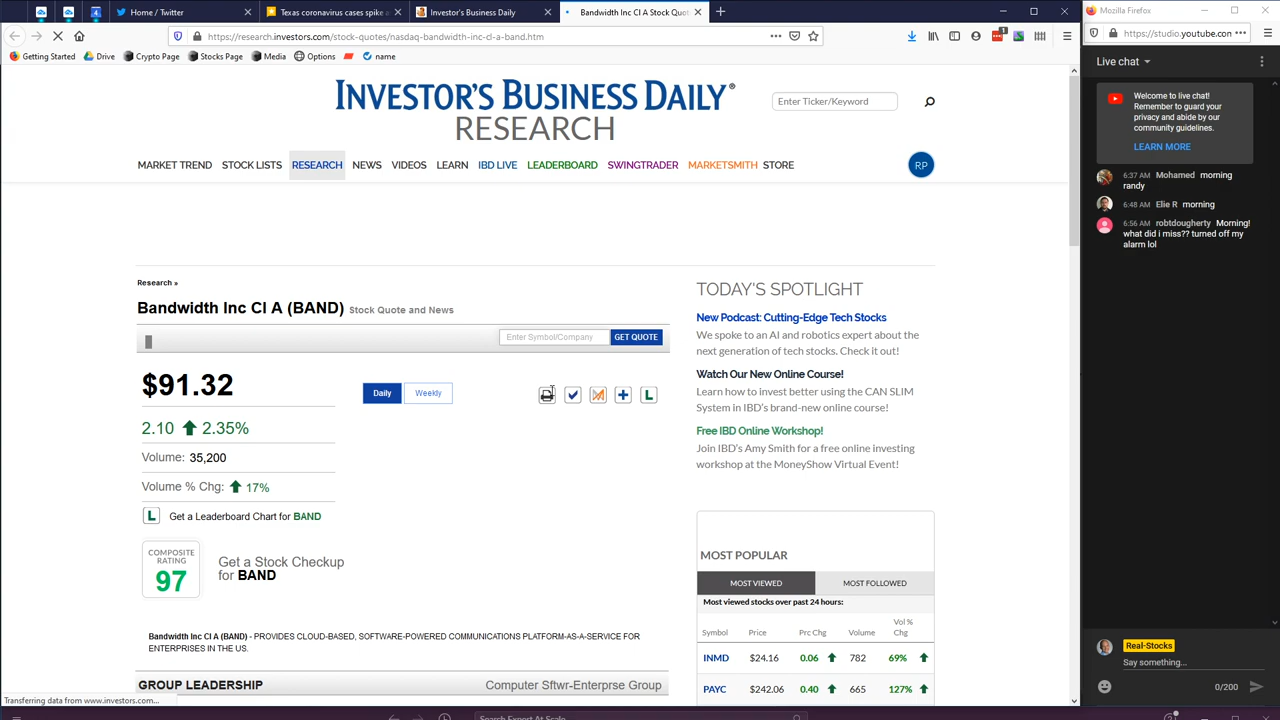 Home / Twitter
Texas coronavirus cases spike a
Investor's Business Daily
Bandwidth Inc Cl A Stock Quot
https://research.investors.com/stock-quotes/nasdaq-bandwidth-inc-cl-a-band.htm
Getting Started
Drive
Crypto Page
Stocks Page
Media
Options
name
INVESTOR'S BUSINESS DAILY®
RESEARCH
Enter Ticker/Keyword
MARKET TREND STOCK LISTS RESEARCH NEWS VIDEOS LEARN IBD LIVE LEADERBOARD SWINGTRADER MARKETSMITH STORE
RP
Research »
Bandwidth Inc Cl A (BAND) Stock Quote and News
Enter Symbol/Company GET QUOTE
$91.32
Daily Weekly
2.10 2.35%
Volume: 35,200
Volume % Chg: 17%
L Get a Leaderboard Chart for BAND
COMPOSITE
RATING
97
Get a Stock Checkup
for BAND
Bandwidth Inc Cl A (BAND) - PROVIDES CLOUD-BASED, SOFTWARE-POWERED COMMUNICATIONS PLATFORM-AS-A-SERVICE FOR
ENTERPRISES IN THE US.
GROUP LEADERSHIP Computer Sftwr-Enterprse Group
Transferring data from www.investors.com...
TODAY'S SPOTLIGHT
New Podcast: Cutting-Edge Tech Stocks
We spoke to an AI and robotics expert about the
next generation of tech stocks. Check it out!
Watch Our New Online Course!
Learn how to invest better using the CAN SLIM
System in IBD's brand-new online course!
Free IBD Online Workshop!
Join IBD's Amy Smith for a free online investing
workshop at the MoneyShow Virtual Event!
MOST POPULAR
MOST VIEWED MOST FOLLOWED
Most viewed stocks over past 24 hours:
Symbol Price Prc Chg Volume Vol % Chg
INMD $24.16 0.06 782 69%
PAYC $242.06 0.40 665 127%
Mozilla Firefox
https://studio.youtube.con
Live chat
Welcome to live chat!
Remember to guard your
privacy and abide by our
community guidelines.
LEARN MORE
6:37 AM Mohamed morning
randy
6:48 AM Elie R morning
6:56 AM robtdougherty Morning!
what did i miss?? turned off my
alarm lol
Real-Stocks
Say something...
0/200
Search Expert At Scale